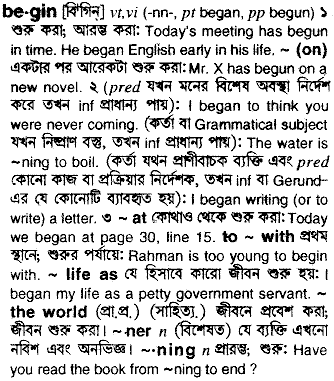 be·gin [বি'গিন্] vt,vi (-nn-, pt began, pp begun) ১
শুরু করা; আরম্ভ করা: Today's meeting has begun
in time. He began English early in his life. ~ (on)
একটার পর আরেকটা শুরু করা: Mr. X has begun on a
new novel. ২ (pred যখন মনের বিশেষ অবস্থা নির্দেশ
করে তখন inf প্রাধান্য পায়): I began to think you
were never coming. (কর্তা বা Grammatical subject
যখন নিষ্প্রাণ বস্তু, তখন inf প্রাধান্য পায়): The water is
~ning to boil. (কর্তা যখন প্রাণীবাচক ব্যক্তি এবং pred
কোনো কাজ বা প্রক্রিয়ার নির্দেশক, তখন inf বা Gerund-
এর যে কোনোটি ব্যবহৃত হয়): I began writing (or to
write) a letter. ৩ ~ at কোথাও থেকে শুরু করা: Today
we began at page 30, line 15. to ~ with প্রথম
স্থানে; শুরুর পর্যায়ে: Rahman is too young to begin
with. ~ life as যে হিসাবে কারো জীবন শুরু হয়: I
began my life as a petty government servant. ~
the world (প্রা.প্র.) (সাহিত্য.) জীবনে প্রবেশ করা;
জীবন শুরু করা। ~·ner n (বিশেষত) যে ব্যক্তি এখনো
নবিশ এবং অনভিজ্ঞ। ~·ning n প্রারম্ভ; শুরু: Have
you read the book from ~ning to end ?